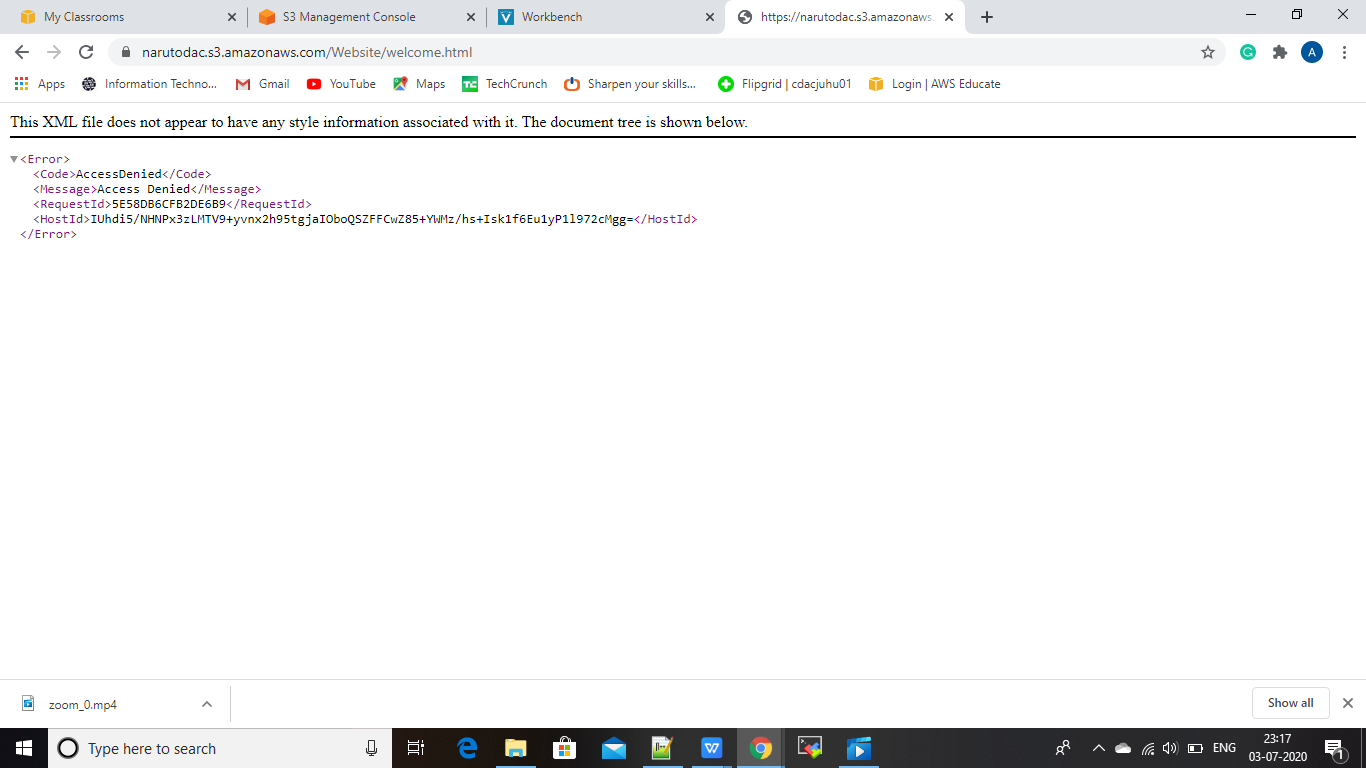 My Classrooms
S3 Management Console
Workbench
https://narutodac.s3.amazonaws.
narutodac.s3.amazonaws.com/Website/welcome.html
A
Apps
Information Techno...
Gmail
YouTube
TC
Maps
TechCrunch
Sharpen your skills...
Flipgrid | cdacjuhu01
Login | AWS Educate
This XML file does not appear to have any style information associated with it. The document tree is shown below.
▼<Error>
<Code>AccessDenied</Code>
<Message>Access Denied</Message>
<RequestId>5E58DB6CFB2DE6B9</RequestId>
<HostId>IUhdi5/NHNPx3zLMTV9+yvnx2h95tgjaIOboQSZFFCwZ85+YWMz/hs+Isk1f6Eu1yP1l972cMgg=</HostId>
</Error>
zoom_0.mp4
Show all
Type here to search
ENG
23:17
03-07-2020
1